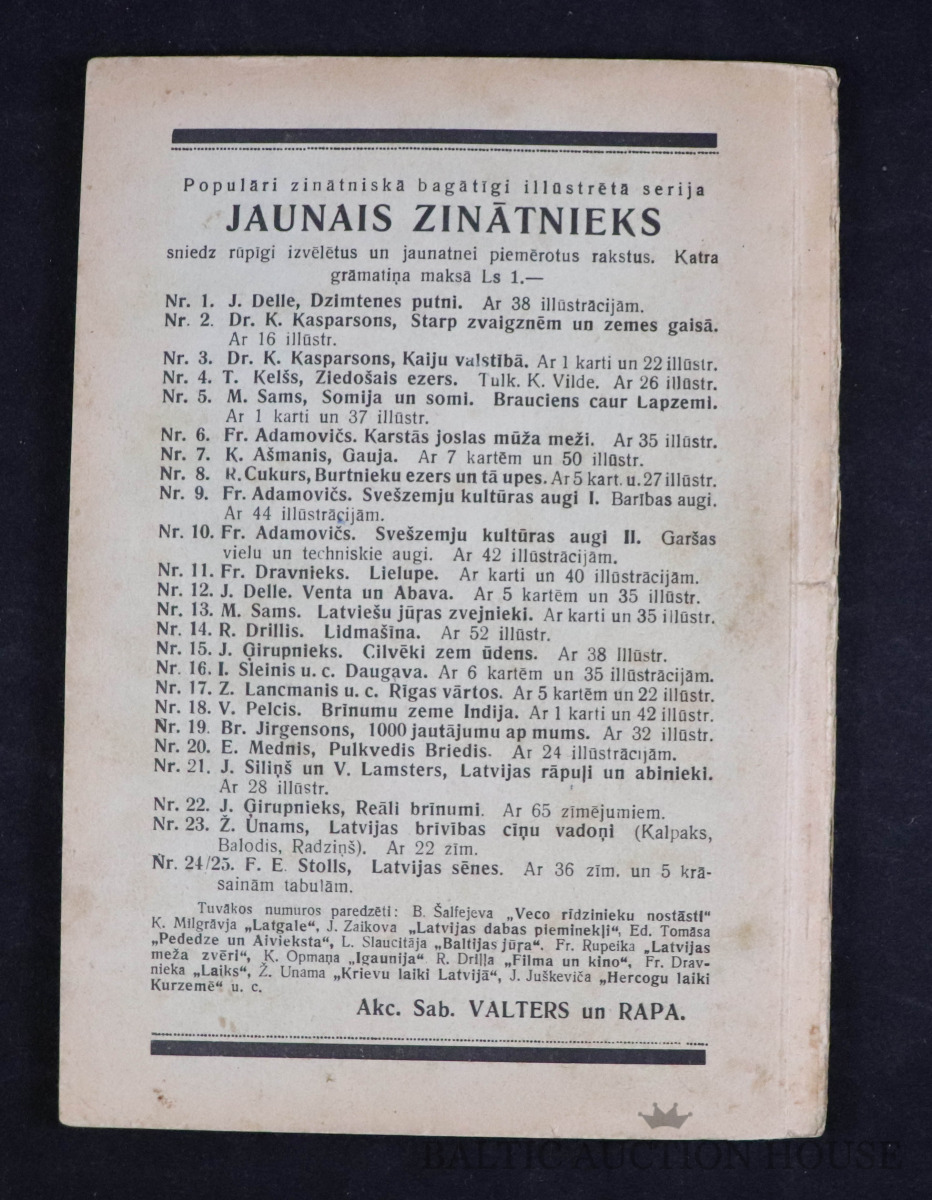 Populāri zinātniskā bagātīgi illūstrētā serija
JAUNAIS ZINĀTNIEKS
sniedz rūpīgi izvēlētus un jaunatnei piemērotus rakstus. Katra
grāmatiņa maksā Ls 1.—
Nr. 1. J. Delle, Dzimtenes putni. Ar 38 illūstrācijām.
Nr. 2. Dr. K. Kasparsons, Starp zvaigznēm un zemes gaisā.
Ar 16 illūstr.
Nr. 3. Dr. K. Kasparsons, Kaiju valstībā. Ar 1 karti un 22 illūstr.
Nr. 4. T. Kelšs, Ziedošais ezers. Tulk. K. Vilde. Ar 26 illūstr.
Nr. 5. M. Sams, Somija un somi. Brauciens caur Lapzemi.
Ar 1 karti un 37 illūstr.
Nr. 6. Fr. Adamovičs. Karstās joslas mūža meži. Ar 35 illūstr.
Nr. 7. K. Ašmanis, Gauja. Ar 7 kartēm un 50 illūstr.
Nr. 8. R. Cukurs, Burtnieku ezers un tā upes. Ar 5 kart. u. 27 illūstr.
Nr. 9. Fr. Adamovičs. Svešzemju kultūras augi I. Barības augi.
Ar 44 illūstrācijām.
Nr. 10. Fr. Adamovičs. Svešzemju kultūras augi II. Garšas
vielu un techniskie augi. Ar 42 illūstrācijām.
Nr. 11. Fr. Dravnieks. Lielupe. Ar karti un 40 illūstrācijām.
Nr. 12. J. Delle. Venta un Abava. Ar 5 kartēm un 35 illūstr.
Nr. 13. M. Sams. Latviešu jūŗas zvejnieki. Ar karti un 35 illūstr.
Nr. 14. R. Drillis. Lidmašīna. Ar 52 illūstr.
Nr. 15. J. Ģirupnieks. Cilvēki zem ūdens. Ar 38 Illūstr.
Nr. 16. I. Sleinis u. c. Daugava. Ar 6 kartēm un 35 illūstrācijām.
Nr. 17. Z. Lancmanis u. c. Rīgas vārtos. Ar 5 kartēm un 22 illūstr.
Nr. 18. V. Pelcis. Brīnumu zeme Indija. Ar 1 karti un 42 illūstr.
Nr. 19. Br. Jirgensons, 1000 jautājumu ap mums. Ar 32 illūstr.
Nr. 20. E. Mednis, Pulkvedis Briedis. Ar 24 illūstrācijām.
Nr. 21. J. Siliņš un V. Lamsters, Latvijas rāpuļi un abinieki.
Ar 28 illūstr.
Nr. 22. J. Ģirupnieks, Reāli brīnumi. Ar 65 zīmējumiem.
Nr. 23. Ž. Unams, Latvijas brīvības cīņu vadoņi (Kalpaks,
Balodis, Radziņš). Ar 22 zīm.
Nr. 24/25. F. E. Stolls, Latvijas sēnes. Ar 36 zīm. un 5 krā-
sainām tabulām.
Tuvākos numuros paredzēti: B. Šalfejeva „Veco rīdzinieku nostāsti“
K. Milgrāvja „Latgale“, J. Zaikova „Latvijas dabas pieminekļi“, Ed. Tomāsa
„Pededze un Aivieksta“, L. Slaucītāja „Baltijas jūŗa“. Fr. Rupeika „Latvijas
meža zvēri“, K. Opmaņa „Igaunija“ R. Driļļa „Filma un kino“, Fr. Drav-
nieka „Laiks“, Ž. Unama „Krievu laiki Latvijā“, J. Juškeviča „Hercogu laiki
Kurzemē“ u. c.
Akc. Sab. VALTERS un RAPA.
BALTIC AUCTION HOUSE